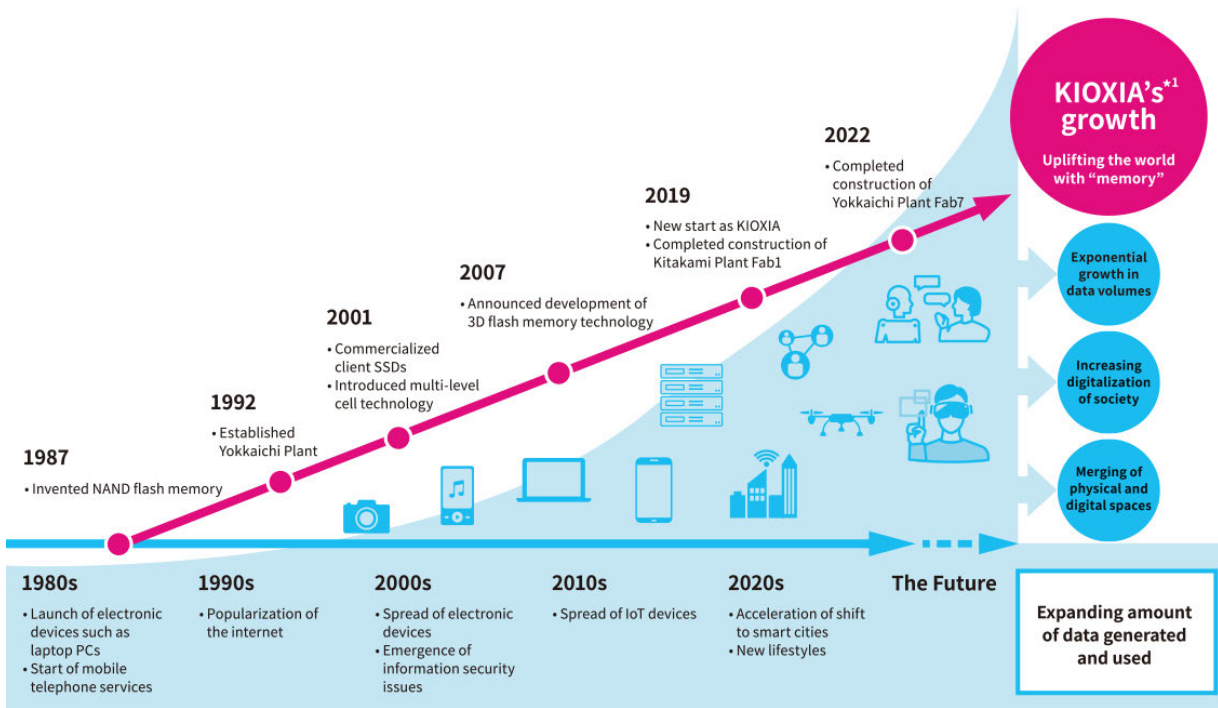 KIOXIA's★1
growth
Uplifting the world
with “memory”
2022
• Completed
construction of
Yokkaichi Plant Fab7
2019
• New start as KIOXIA
• Completed construction of
Kitakami Plant Fab1
2007
• Announced development of
3D flash memory technology
2001
• Commercialized
client SSDs
• Introduced multi-level
cell technology
1992
• Established
Yokkaichi Plant
1987
• Invented NAND flash memory
Exponential
growth in
data volumes
Increasing
digitalization
of society
Merging of
physical and
digital spaces
1980s
• Launch of electronic
devices such as
laptop PCs
• Start of mobile
telephone services
1990s
• Popularization of
the internet
2000s
• Spread of electronic
devices
• Emergence of
information security
issues
2010s
• Spread of IoT devices
2020s
• Acceleration of shift
to smart cities
• New lifestyles
The Future
Expanding amount
of data generated
and used